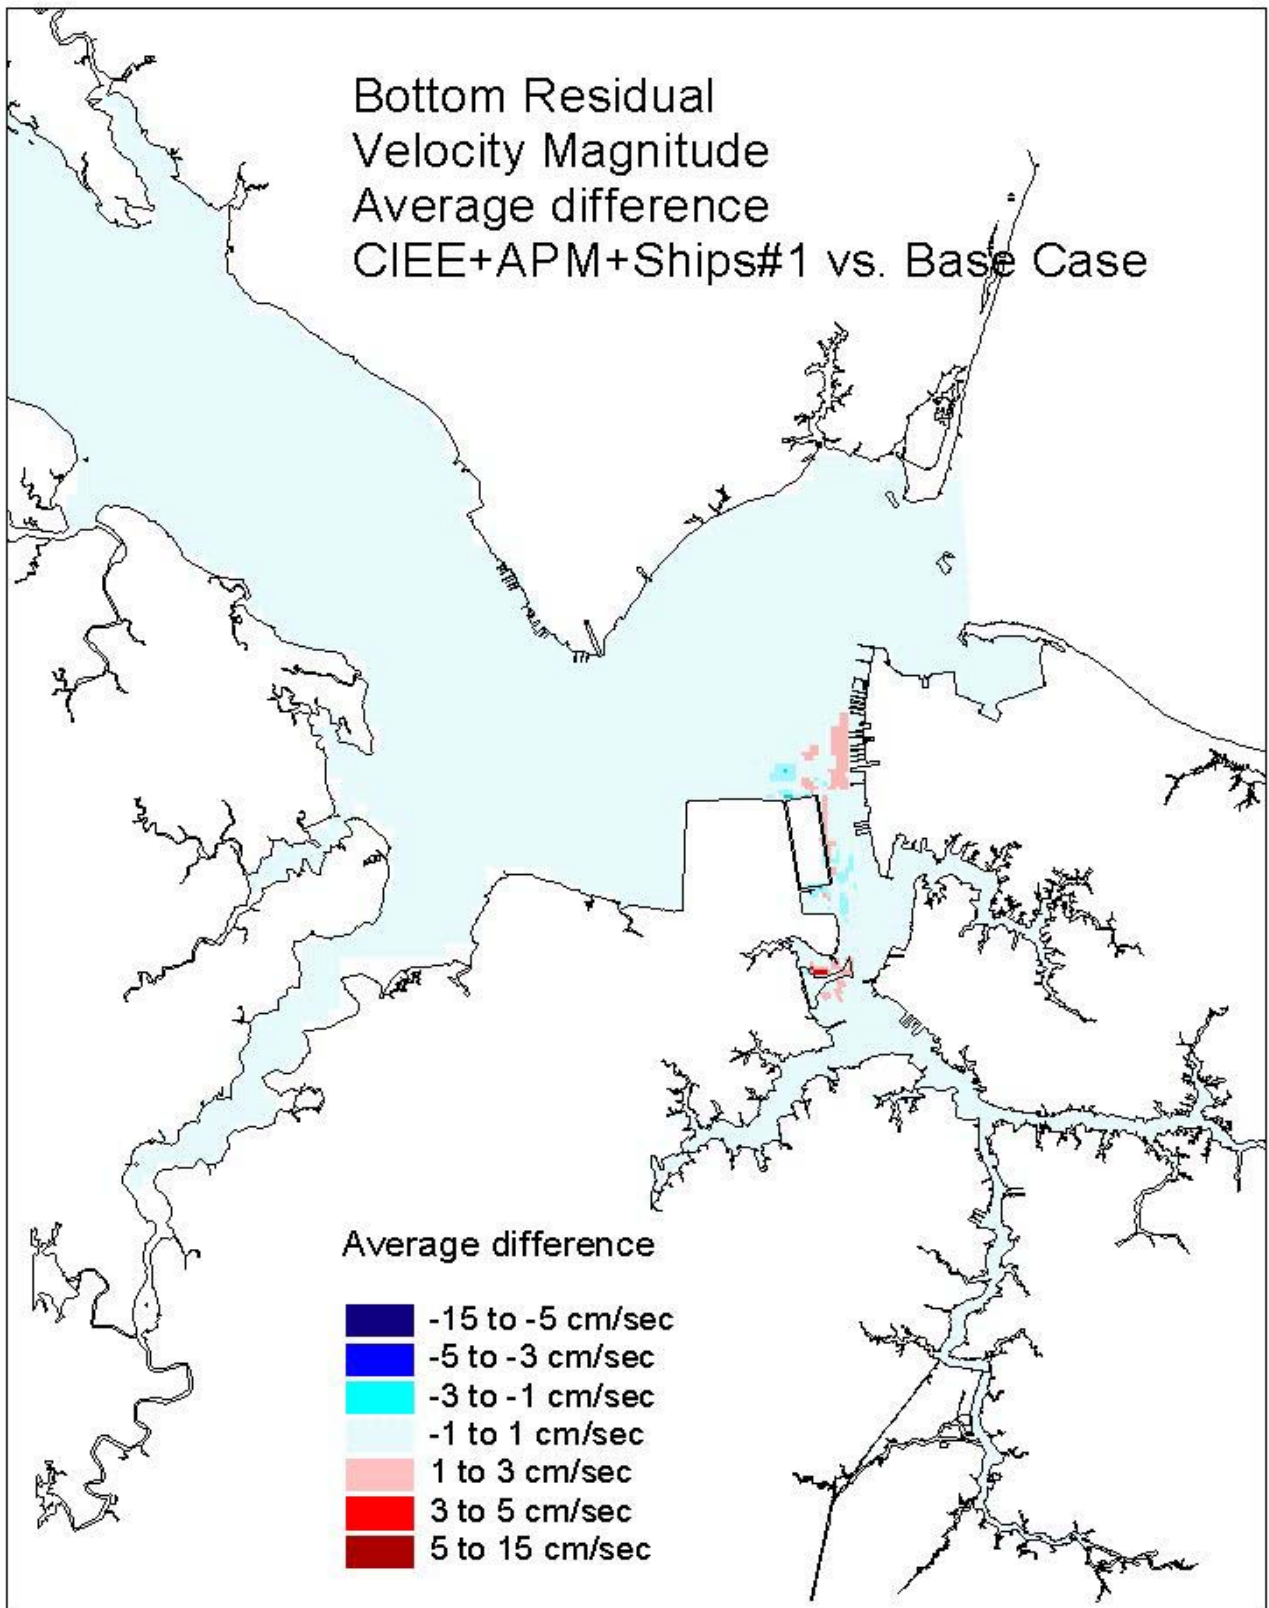 Bottom Residual
Velocity Magnitude
Average difference
CIEE+APM+Ships#1 vs. Base Case
Average difference
-15 to -5 cm/sec
-5 to -3 cm/sec
-3 to -1 cm/sec
-1 to 1 cm/sec
1 to 3 cm/sec
3 to 5 cm/sec
5 to 15 cm/sec